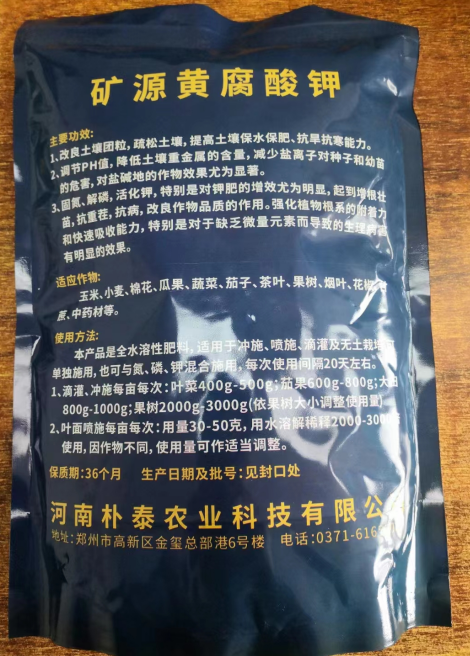 矿源黄腐酸钾
主要功效:
1、改良土壤团粒,疏松土壤,提高土壤保水保肥、抗旱抗寒能力。
2、调节PH值,降低土壤重金属的含量,减少盐离子对种子和幼苗
的危害,对盐碱地的作物效果尤为显著。
3、固氮、解磷,活化钾,特别是对钾肥的增效尤为明显,起到增根壮
苗,抗重茬,抗病,改良作物品质的作用。强化植物根系的附着力
和快速吸收能力,特别是对于缺乏微量元素而导致的生理病害
有明显的效果。
适应作物:
玉米、小麦、棉花、瓜果、蔬菜、茄子、茶叶、果树、烟叶、花椒、
蔗、中药材等。
使用方法:
本产品是全水溶性肥料,适用于冲施、喷施、滴灌及无土栽培
单独施用,也可与氮、磷、钾混合施用,每次使用间隔20天左右。
1、滴灌、冲施每亩每次:叶菜400g-500g;茄果600g-800g;大田
800g-1000g;果树2000g-3000g(依果树大小调整使用量)
2、叶面喷施每亩每次:用量30-50克,用水溶解稀释2000-300
使用,因作物不同,使用量可作适当调整。
保质期:36个月 生产日期及批号:见封口处
河南朴泰农业科技有限公
地址:郑州市高新区金玺总部港6号楼 电话:0371-616